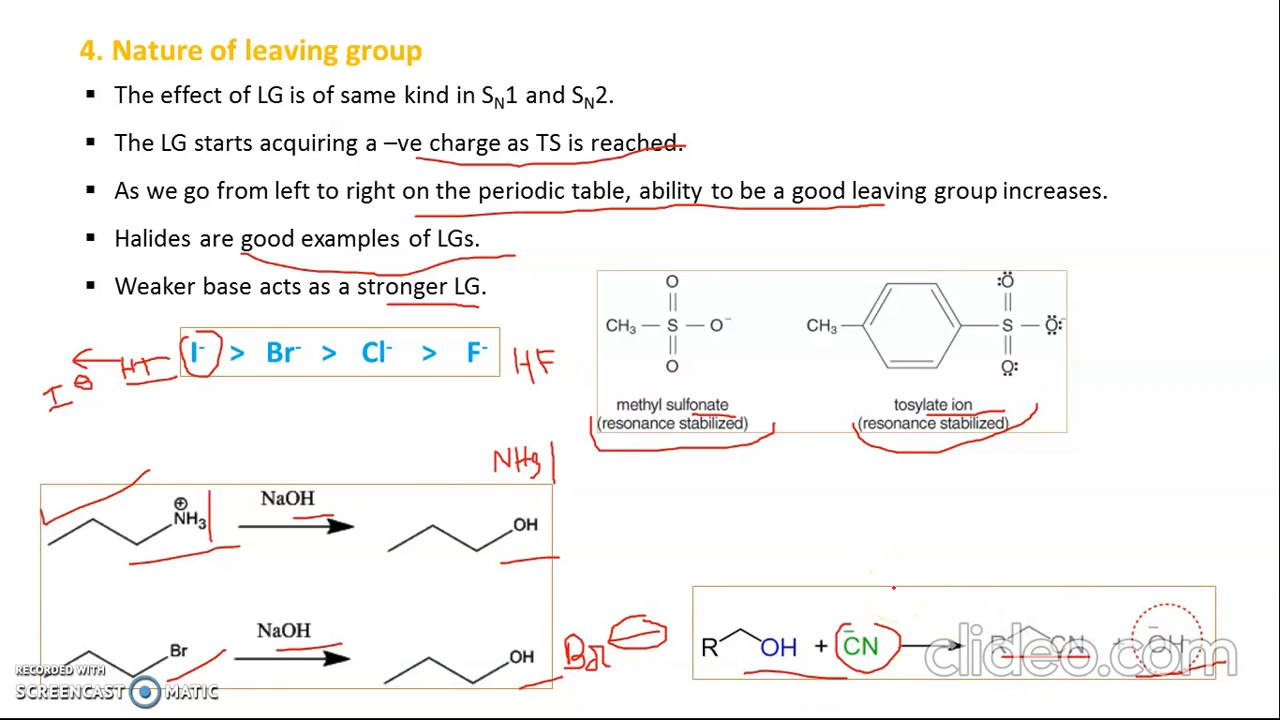 4. Nature of leaving group
▪ The effect of LG is of same kind in SN1 and SN2.
▪ The LG starts acquiring a –ve charge as TS is reached.
▪ As we go from left to right on the periodic table, ability to be a good leaving group increases.
▪ Halides are good examples of LGs.
▪ Weaker base acts as a stronger LG.
I⁻ > Br⁻ > Cl⁻ > F⁻ HF
I⊖ HI
O :Ö
CH₃ — S — O⁻ CH₃ S — Ö:⁻
O O:
methyl sulfonate tosylate ion
(resonance stabilized) (resonance stabilized)
NH₃
⊕
NH₃ NaOH OH
Br NaOH OH Br⊖
R OH + ⁻CN → R CN + ⁻OH
clideo.com
RECORDED WITH
SCREENCAST MATIC